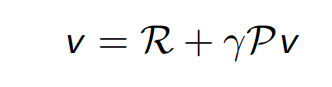 v = ℛ + γ𝒫v